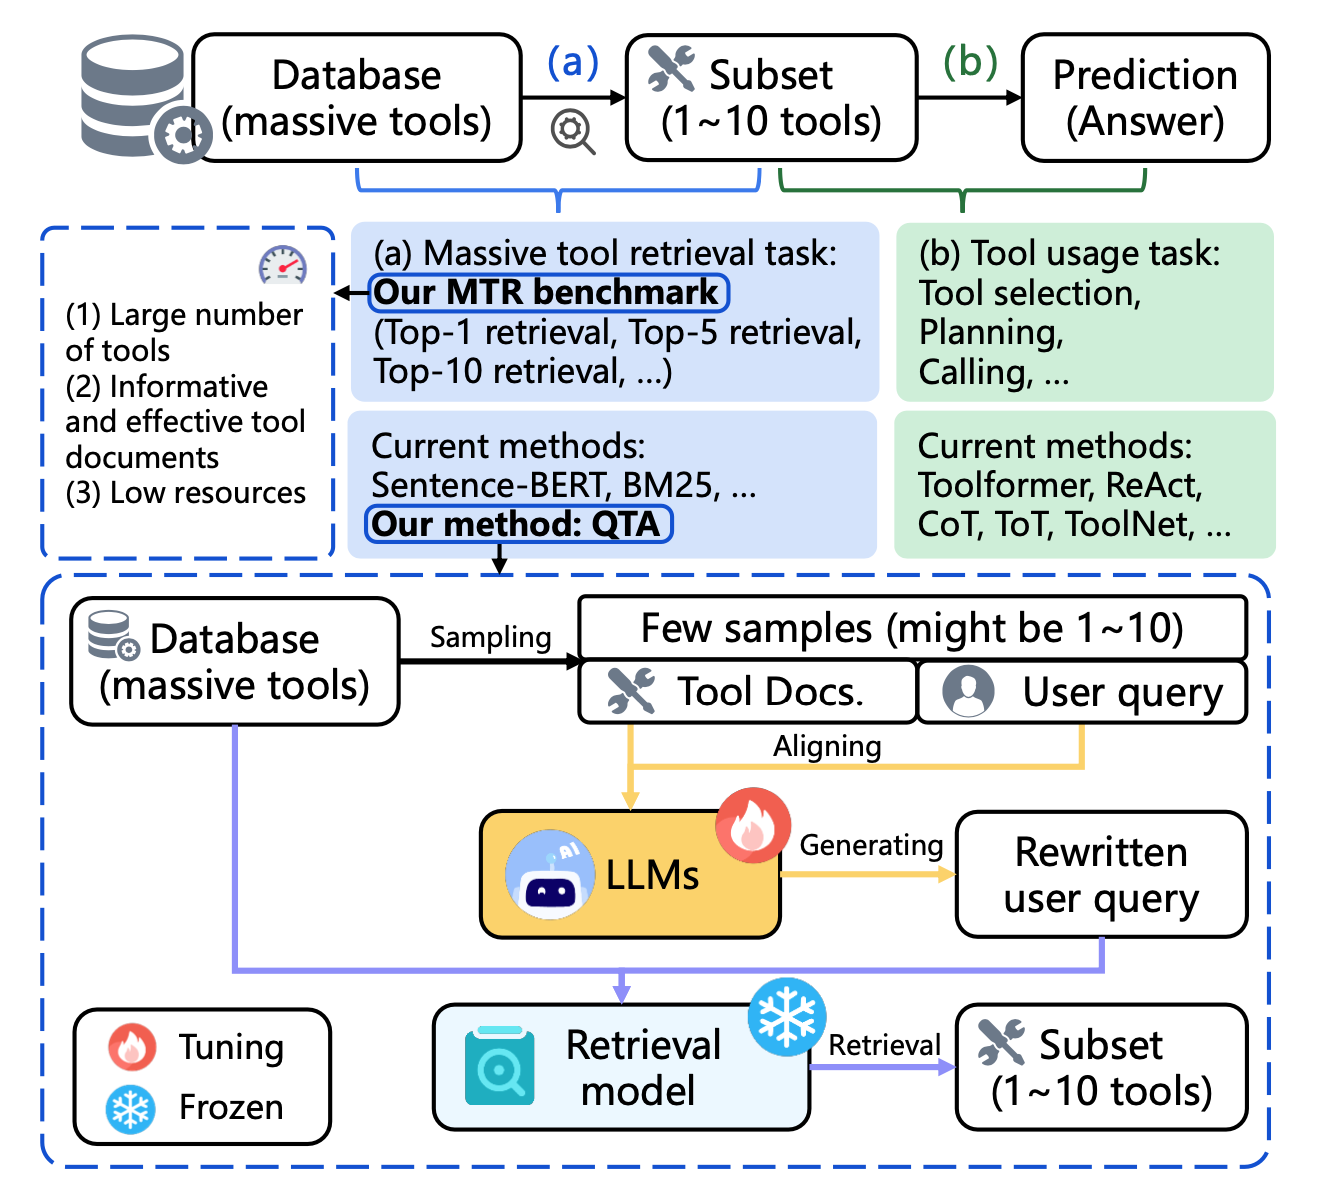 Database
(massive tools)
(a)
Subset
(1~10 tools)
(b)
Prediction
(Answer)
(1) Large number
of tools
(2) Informative
and effective tool
documents
(3) Low resources
(a) Massive tool retrieval task:
Our MTR benchmark
(Top-1 retrieval, Top-5 retrieval,
Top-10 retrieval, ...)
(b) Tool usage task:
Tool selection,
Planning,
Calling, ...
Current methods:
Sentence-BERT, BM25, ...
Our method: QTA
Current methods:
Toolformer, ReAct,
CoT, ToT, ToolNet, ...
Database
(massive tools)
Sampling
Few samples (might be 1~10)
Tool Docs.
User query
Aligning
AI
LLMs
Generating
Rewritten
user query
Tuning
Frozen
Retrieval
model
Retrieval
Subset
(1~10 tools)